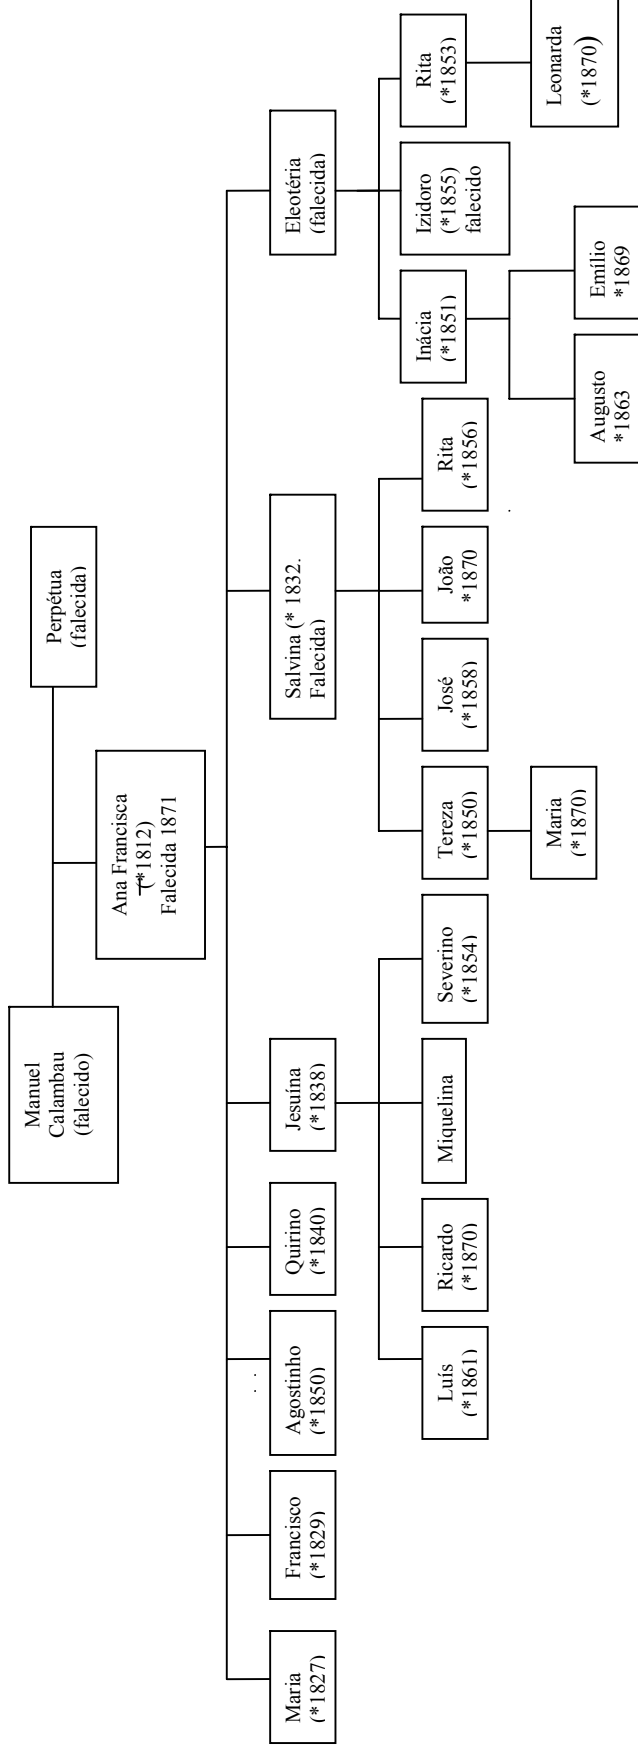 Manuel
Calambau
(falecido)
Perpétua
(falecida)
Ana Francisca
(*1812)
Falecida 1871
Maria
(*1827)
Francisco
(*1829)
Agostinho
(*1850)
Quirino
(*1840)
Jesuína
(*1838)
Salvina (* 1832.
Falecida)
Eleotéria
(falecida)
Luís
(*1861)
Ricardo
(*1870)
Miquelina
Severino
(*1854)
Tereza
(*1850)
José
(*1858)
João
*1870
Rita
(*1856)
Inácia
(*1851)
Izidoro
(*1855)
falecido
Rita
(*1853)
Maria
(*1870)
Augusto
*1863
Emílio
*1869
Leonarda
(*1870)